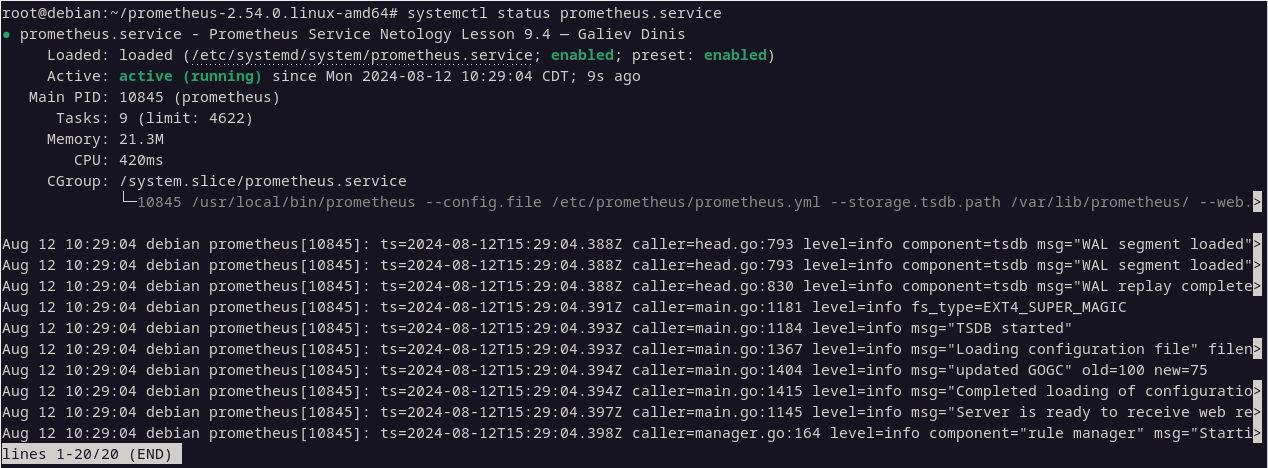 root@debian:~/prometheus-2.54.0.linux-amd64# systemctl status prometheus.service
● prometheus.service - Prometheus Service Netology Lesson 9.4 — Galiev Dinis
Loaded: loaded (/etc/systemd/system/prometheus.service; enabled; preset: enabled)
Active: active (running) since Mon 2024-08-12 10:29:04 CDT; 9s ago
Main PID: 10845 (prometheus)
Tasks: 9 (limit: 4622)
Memory: 21.3M
CPU: 420ms
CGroup: /system.slice/prometheus.service
└─10845 /usr/local/bin/prometheus --config.file /etc/prometheus/prometheus.yml --storage.tsdb.path /var/lib/prometheus/ --web.>
Aug 12 10:29:04 debian prometheus[10845]: ts=2024-08-12T15:29:04.388Z caller=head.go:793 level=info component=tsdb msg="WAL segment loaded">
Aug 12 10:29:04 debian prometheus[10845]: ts=2024-08-12T15:29:04.388Z caller=head.go:793 level=info component=tsdb msg="WAL segment loaded">
Aug 12 10:29:04 debian prometheus[10845]: ts=2024-08-12T15:29:04.388Z caller=head.go:830 level=info component=tsdb msg="WAL replay complete>
Aug 12 10:29:04 debian prometheus[10845]: ts=2024-08-12T15:29:04.391Z caller=main.go:1181 level=info fs_type=EXT4_SUPER_MAGIC
Aug 12 10:29:04 debian prometheus[10845]: ts=2024-08-12T15:29:04.393Z caller=main.go:1184 level=info msg="TSDB started"
Aug 12 10:29:04 debian prometheus[10845]: ts=2024-08-12T15:29:04.393Z caller=main.go:1367 level=info msg="Loading configuration file" filen>
Aug 12 10:29:04 debian prometheus[10845]: ts=2024-08-12T15:29:04.394Z caller=main.go:1404 level=info msg="updated GOGC" old=100 new=75
Aug 12 10:29:04 debian prometheus[10845]: ts=2024-08-12T15:29:04.394Z caller=main.go:1415 level=info msg="Completed loading of configuratio>
Aug 12 10:29:04 debian prometheus[10845]: ts=2024-08-12T15:29:04.397Z caller=main.go:1145 level=info msg="Server is ready to receive web re>
Aug 12 10:29:04 debian prometheus[10845]: ts=2024-08-12T15:29:04.398Z caller=manager.go:164 level=info component="rule manager" msg="Starti>
lines 1-20/20 (END)